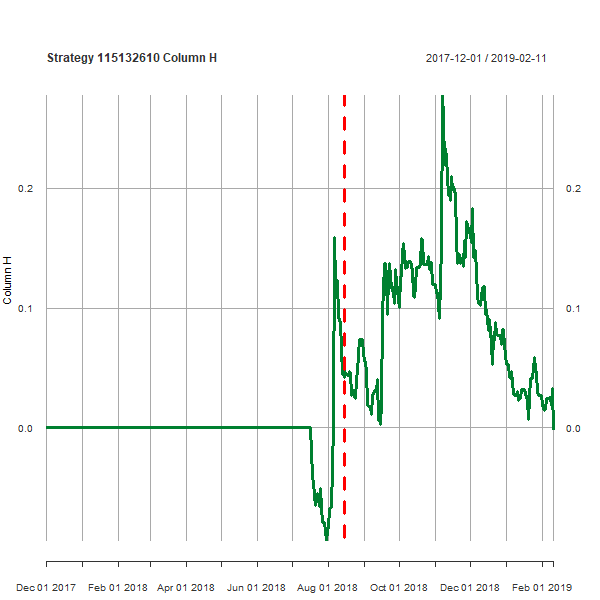 Strategy 115132610 Column H
2017-12-01 / 2019-02-11
0.2
0.2
Column H
0.1
0.1
0.0
0.0
Dec 01 2017
Feb 01 2018
Apr 01 2018
Jun 01 2018
Aug 01 2018
Oct 01 2018
Dec 01 2018
Feb 01 2019